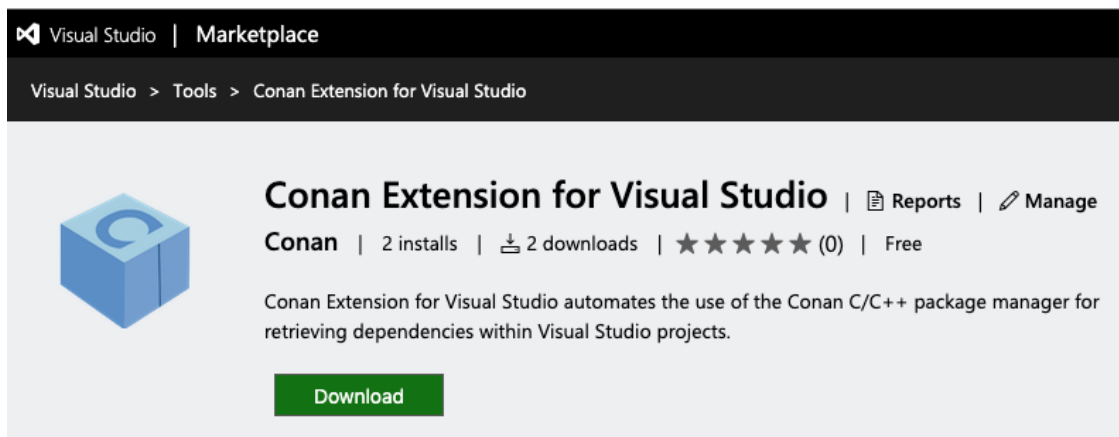 Visual Studio | Marketplace
Visual Studio > Tools > Conan Extension for Visual Studio
Conan Extension for Visual Studio | Reports | Manage
Conan | 2 installs | 2 downloads | ★★★★★ (0) | Free
Conan Extension for Visual Studio automates the use of the Conan C/C++ package manager for
retrieving dependencies within Visual Studio projects.
Download